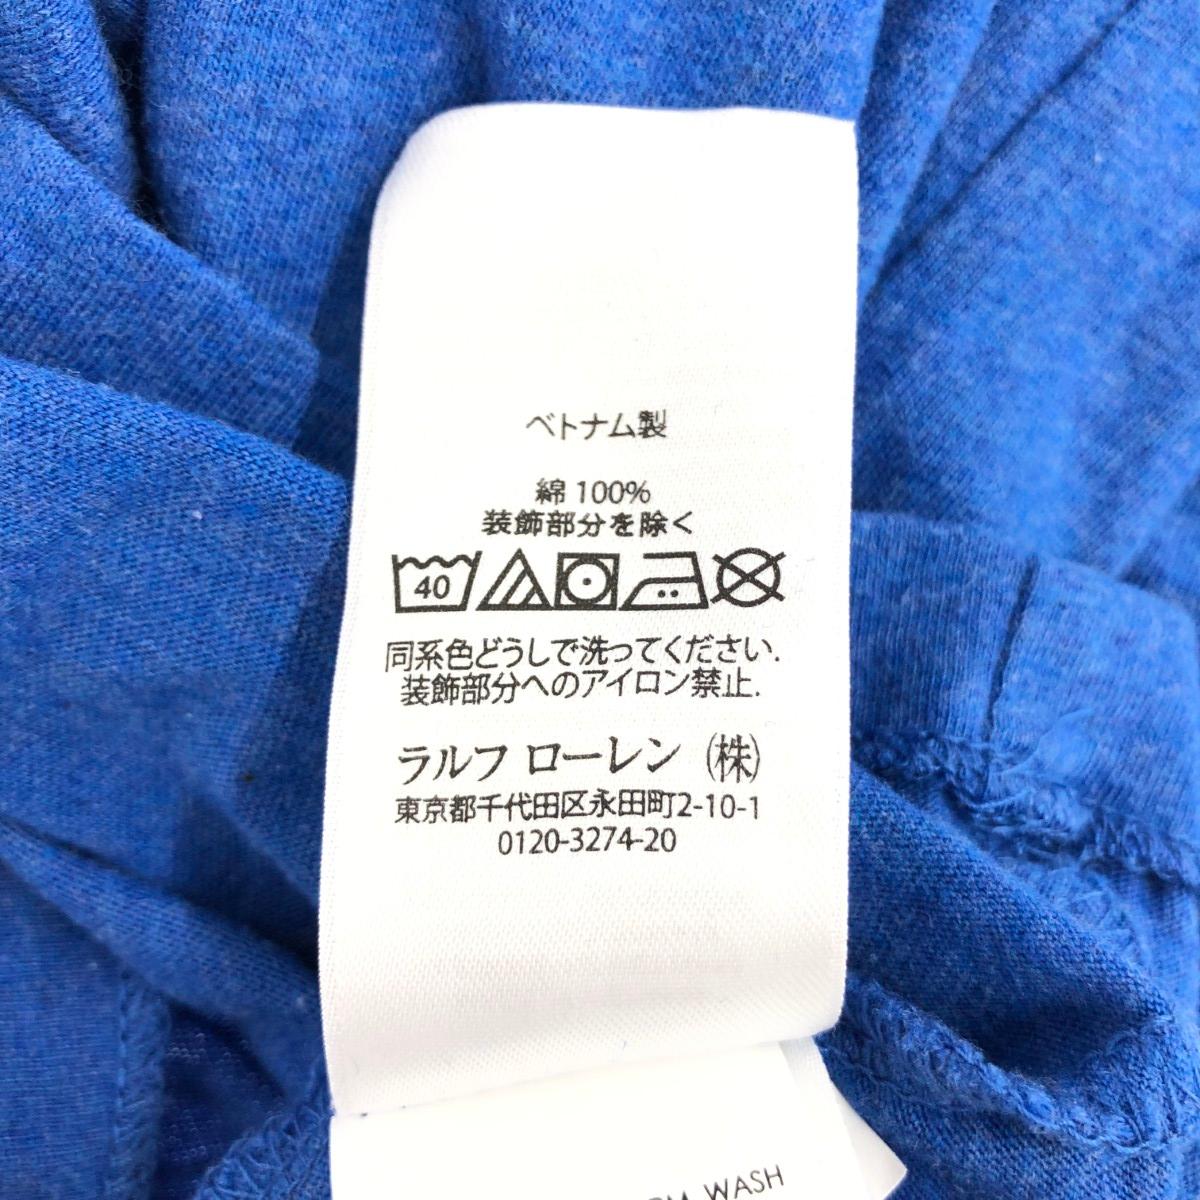 ベトナム製
綿 100%
装飾部分を除く
40
同系色どうしで洗ってください.
装飾部分へのアイロン禁止.
ラルフ ローレン (株)
東京都千代田区永田町2-10-1
0120-3274-20
WASH